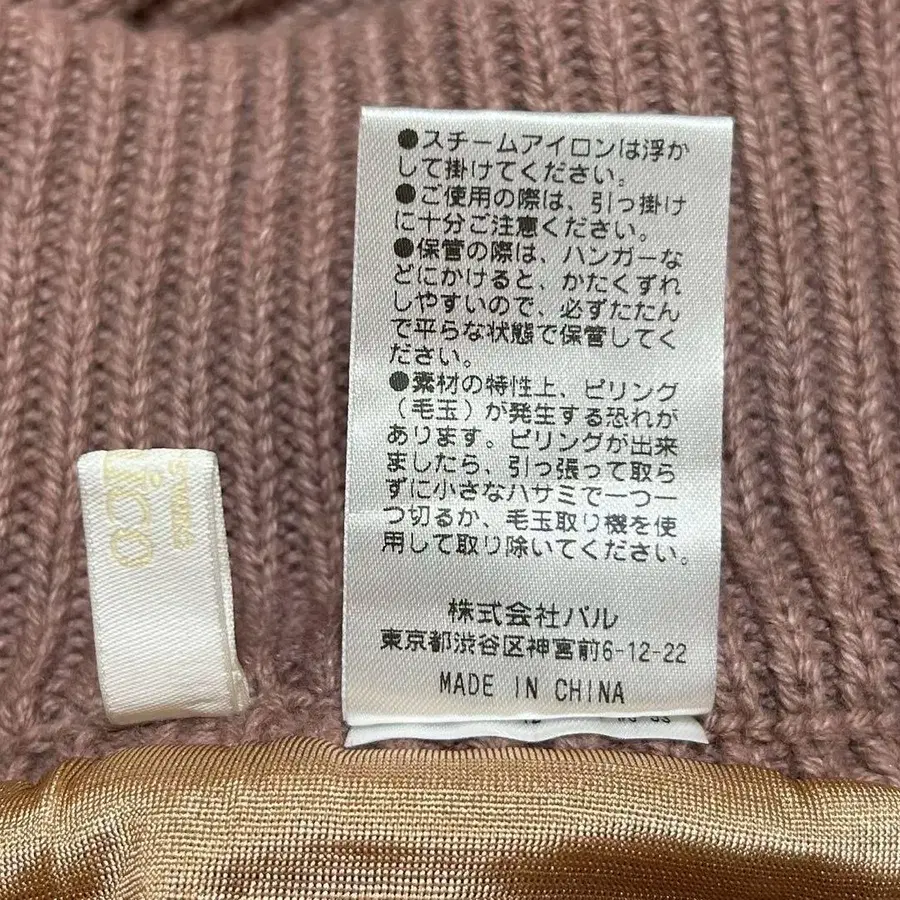 ●スチームアイロンは浮か
して掛けてください。
●ご使用の際は、引っ掛け
に十分ご注意ください。
●保管の際は、ハンガーな
どにかけると、かたくずれ
しやすいので、必ずたたん
で平らな状態で保管してく
ださい。
●素材の特性上、ピリング
(毛玉)が発生する恐れが
あります。ピリングが出来
ましたら、引っ張って取ら
ずに小さなハサミで一つ一
つ切るか、毛玉取り機を使
用して取り除いてください。
株式会社パル
東京都渋谷区神宮前6-12-22
MADE IN CHINA